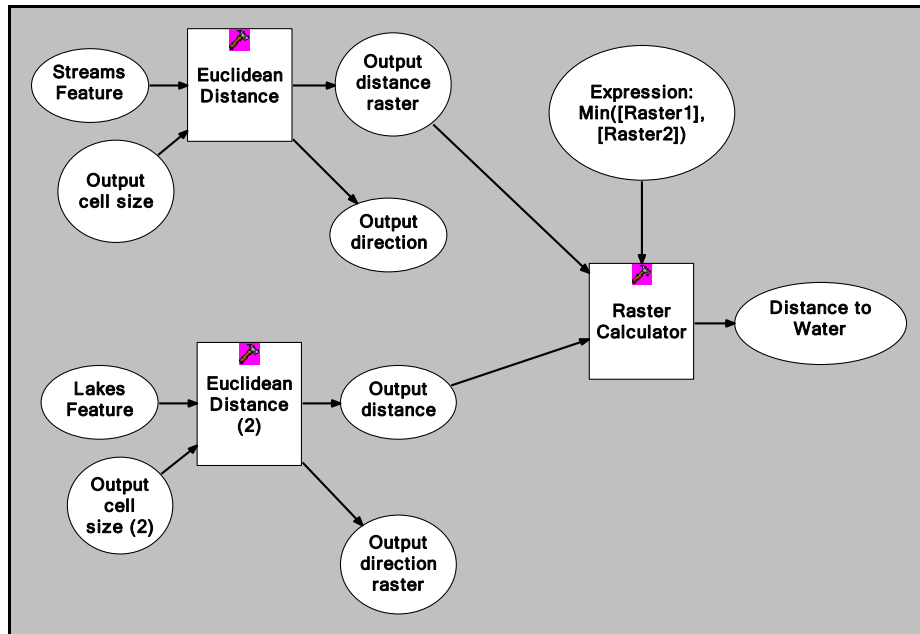 Streams
Feature
Euclidean
Distance
Output
distance
raster
Expression:
Min([Raster1],
[Raster2])
Output
cell size
Output
direction
Raster
Calculator
Distance to
Water
Lakes
Feature
Euclidean
Distance
(2)
Output
distance
Output
cell
size (2)
Output
direction
raster